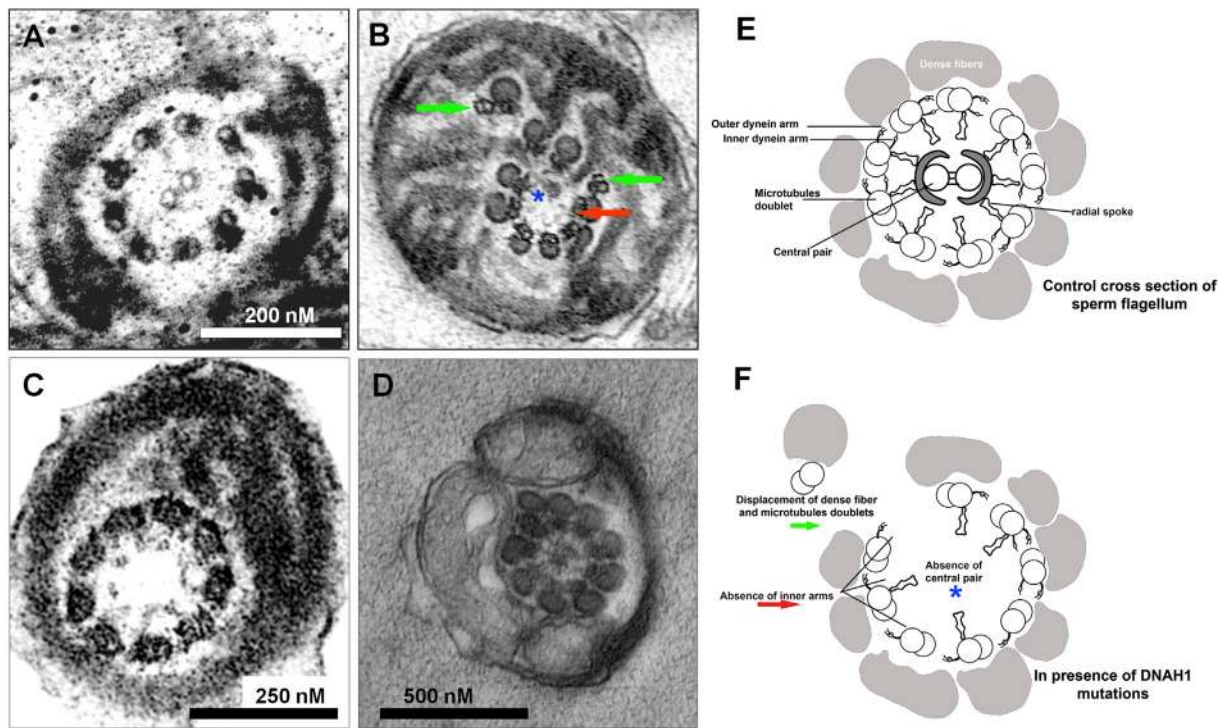 A
200 nM
B
*
C
250 nM
D
500 nM
E
Dense fibers
Outer dynein arm
Inner dynein arm
Microtubules
doublet
radial spoke
Central pair
Control cross section of
sperm flagellum
F
Displacement of dense fiber
and microtubules doublets
Absence of
central pair
*
Absence of inner arms
In presence of DNAH1
mutations